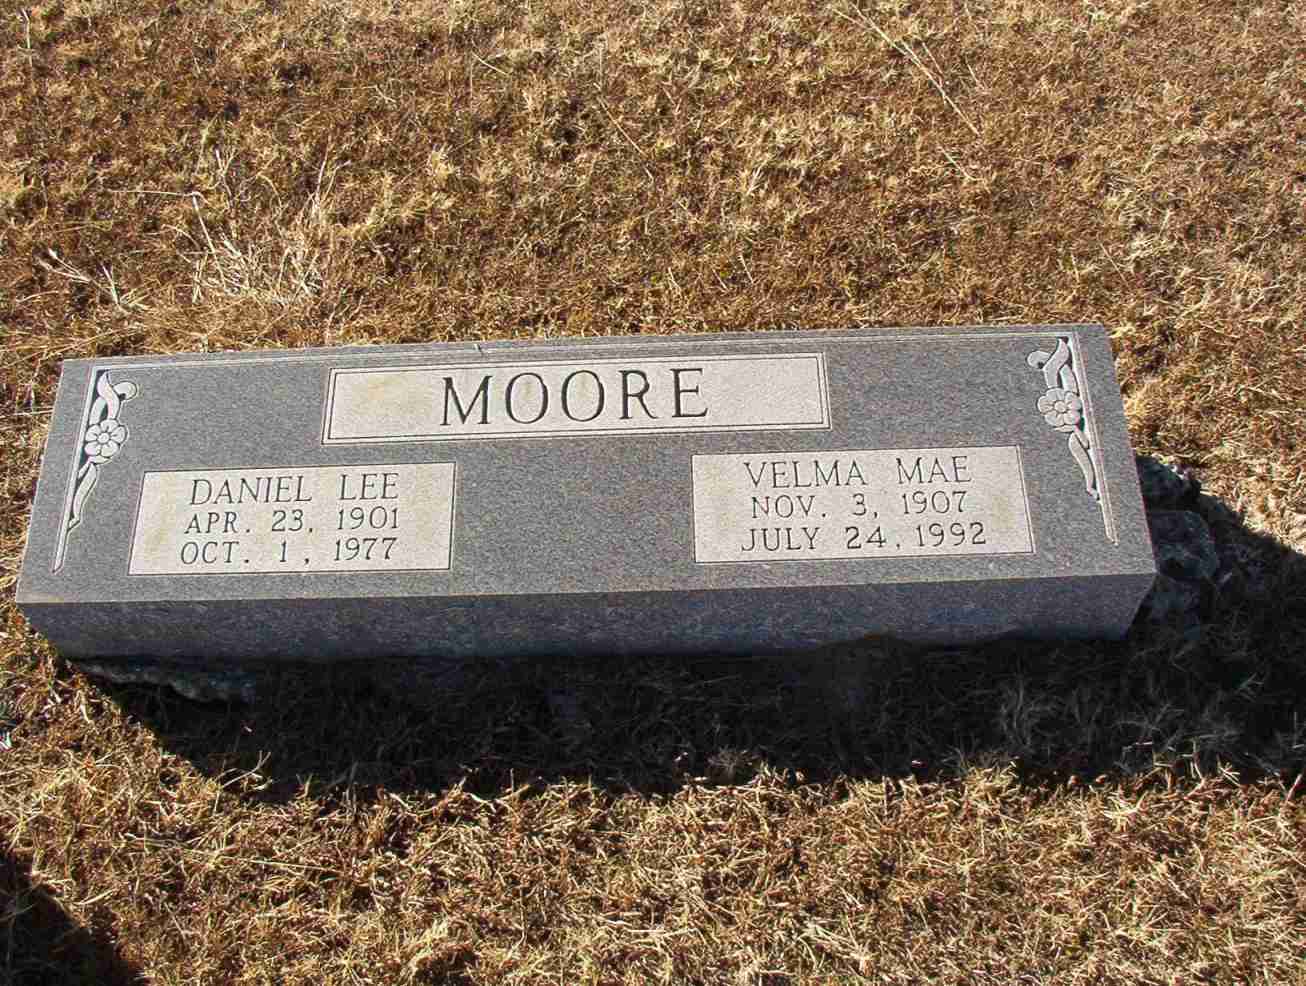 MOORE
DANIEL LEE
APR. 23, 1901
OCT. 1, 1977
VELMA MAE
NOV. 3, 1907
JULY 24, 1992